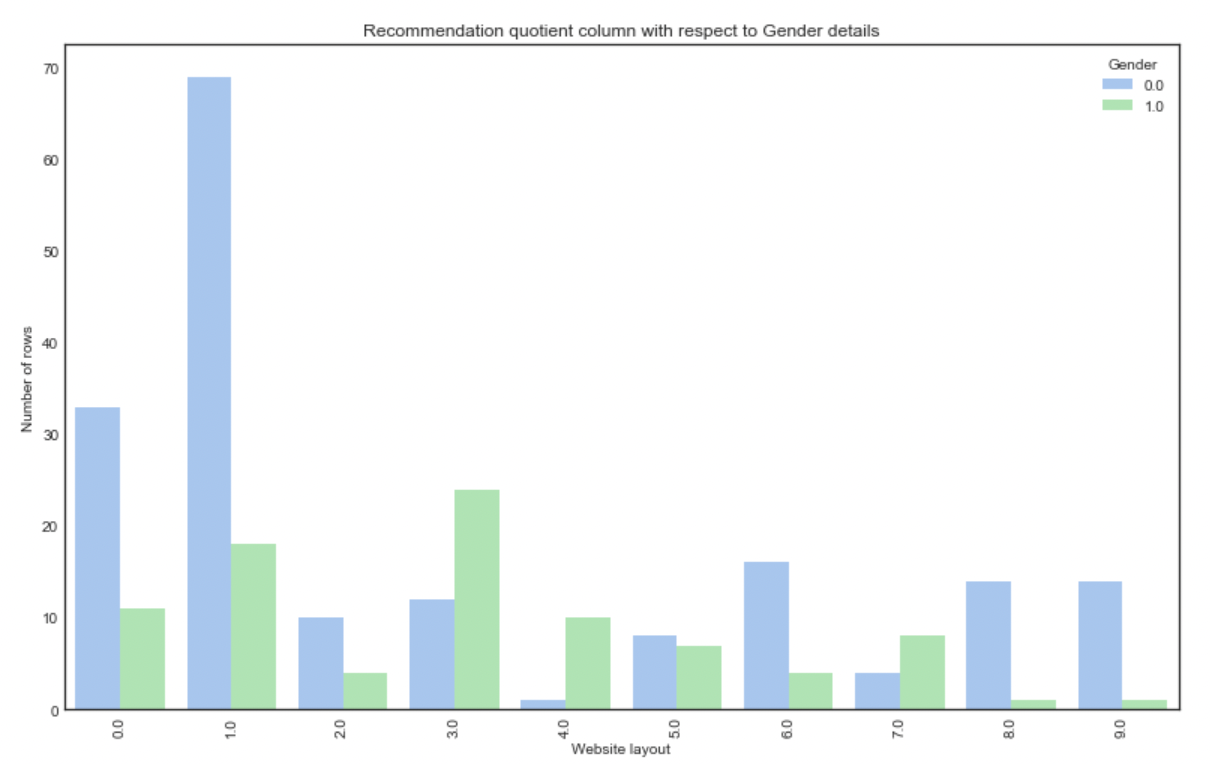 Recommendation quotient column with respect to Gender details
Gender
0.0
1.0
Number of rows
70
60
50
40
30
20
10
0
0.0 1.0 2.0 3.0 4.0 5.0 6.0 7.0 8.0 9.0
Website layout